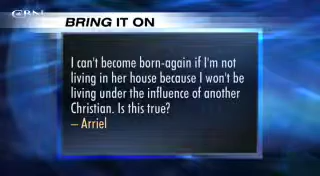 CBN
BRING IT ON
I can't become born-again if I'm not
living in her house because I won't be
living under the influence of another
Christian. Is this true?
– Arriel